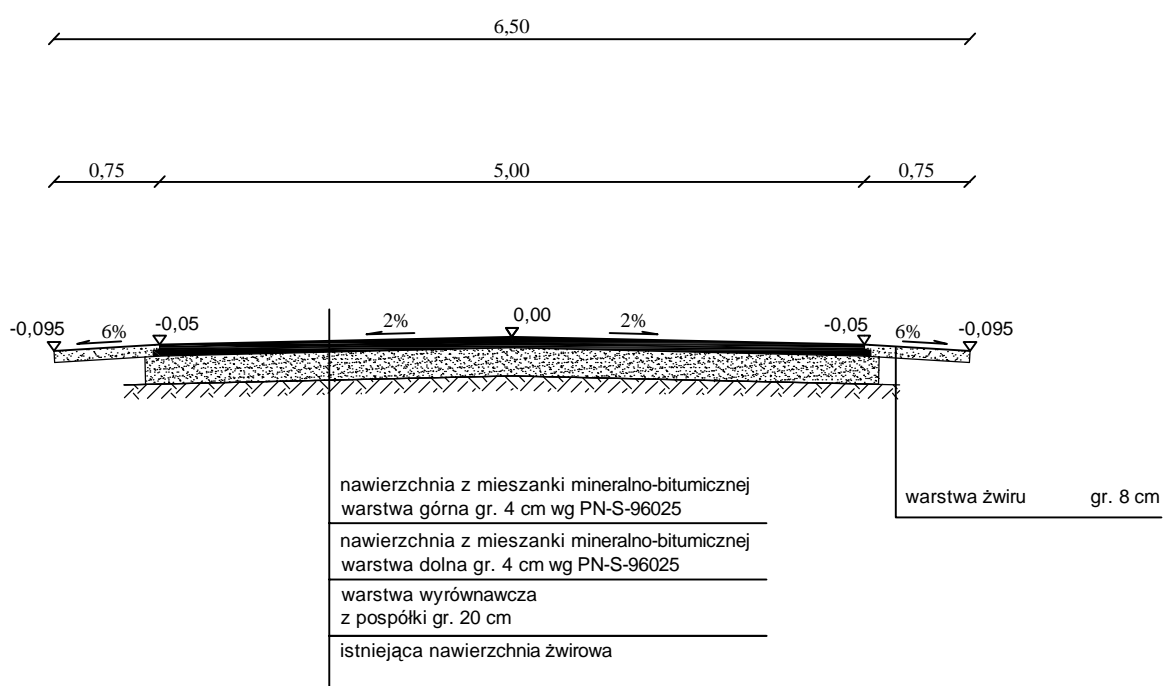 6,50
0,75
5,00
0,75
-0,095
6%
-0,05
2%
0,00
2%
-0,05
6%
-0,095
nawierzchnia z mieszanki mineralno-bitumicznej
warstwa górna gr. 4 cm wg PN-S-96025
nawierzchnia z mieszanki mineralno-bitumicznej
warstwa dolna gr. 4 cm wg PN-S-96025
warstwa wyrównawcza
z pospółki gr. 20 cm
istniejąca nawierzchnia żwirowa
warstwa żwiru gr. 8 cm